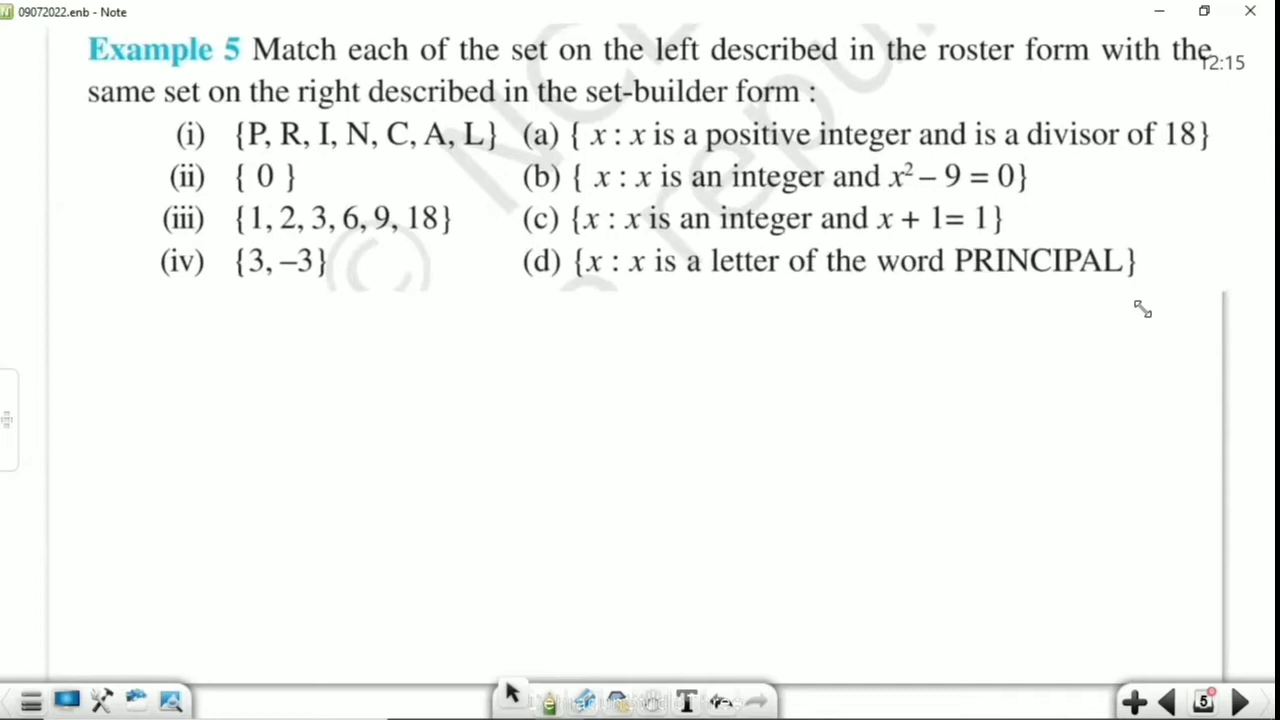 09072022.enb - Note
Example 5 Match each of the set on the left described in the roster form with the
12:15
same set on the right described in the set-builder form :
(i) {P, R, I, N, C, A, L} (a) { x : x is a positive integer and is a divisor of 18}
(ii) { 0 } (b) { x : x is an integer and x² – 9 = 0}
(iii) {1, 2, 3, 6, 9, 18} (c) {x : x is an integer and x + 1= 1}
(iv) {3, –3} (d) {x : x is a letter of the word PRINCIPAL}
5